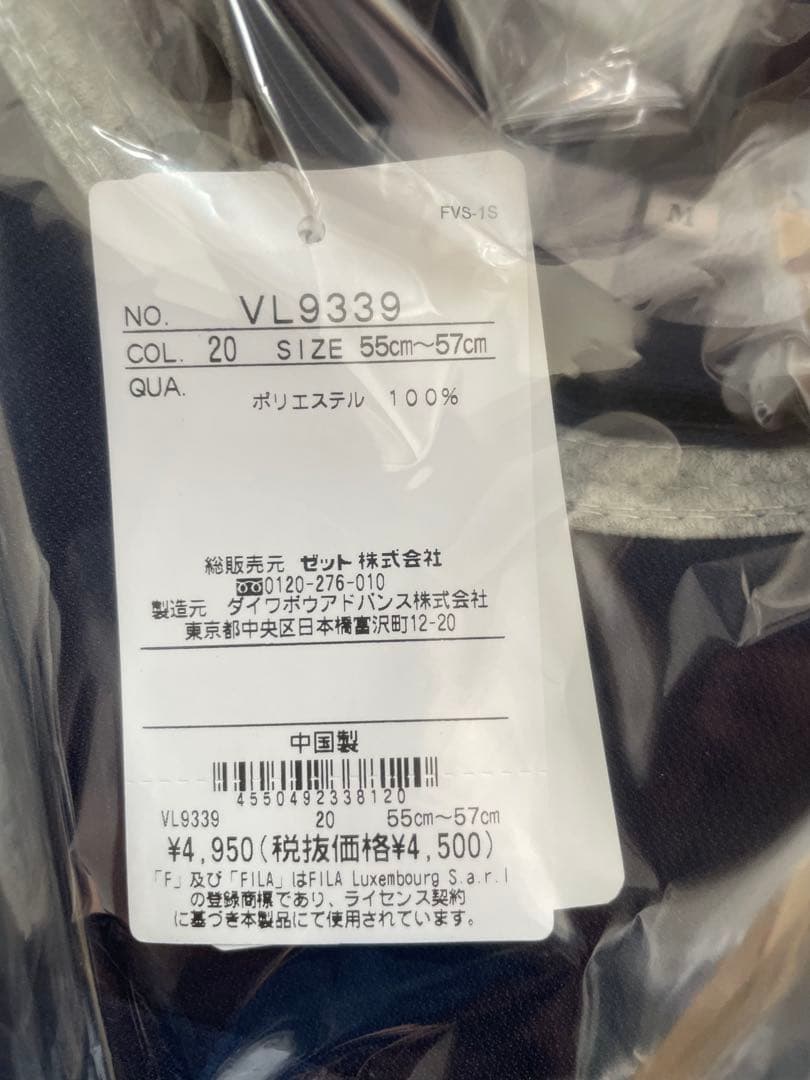 FVS-1S
NO. VL9339
COL. 20 SIZE 55cm～57cm
QUA.
ポリエステル 100%
総販売元 ゼット株式会社
0120-276-010
製造元 ダイワボウアドバンス株式会社
東京都中央区日本橋富沢町12-20
中国製
4550492338120
VL9339 20 55cm～57cm
¥4,950(税抜価格¥4,500)
「F」及び「FILA」はFILA Luxembourg S.a.r.l
の登録商標であり、ライセンス契約
に基づき本製品にて使用されています。
M